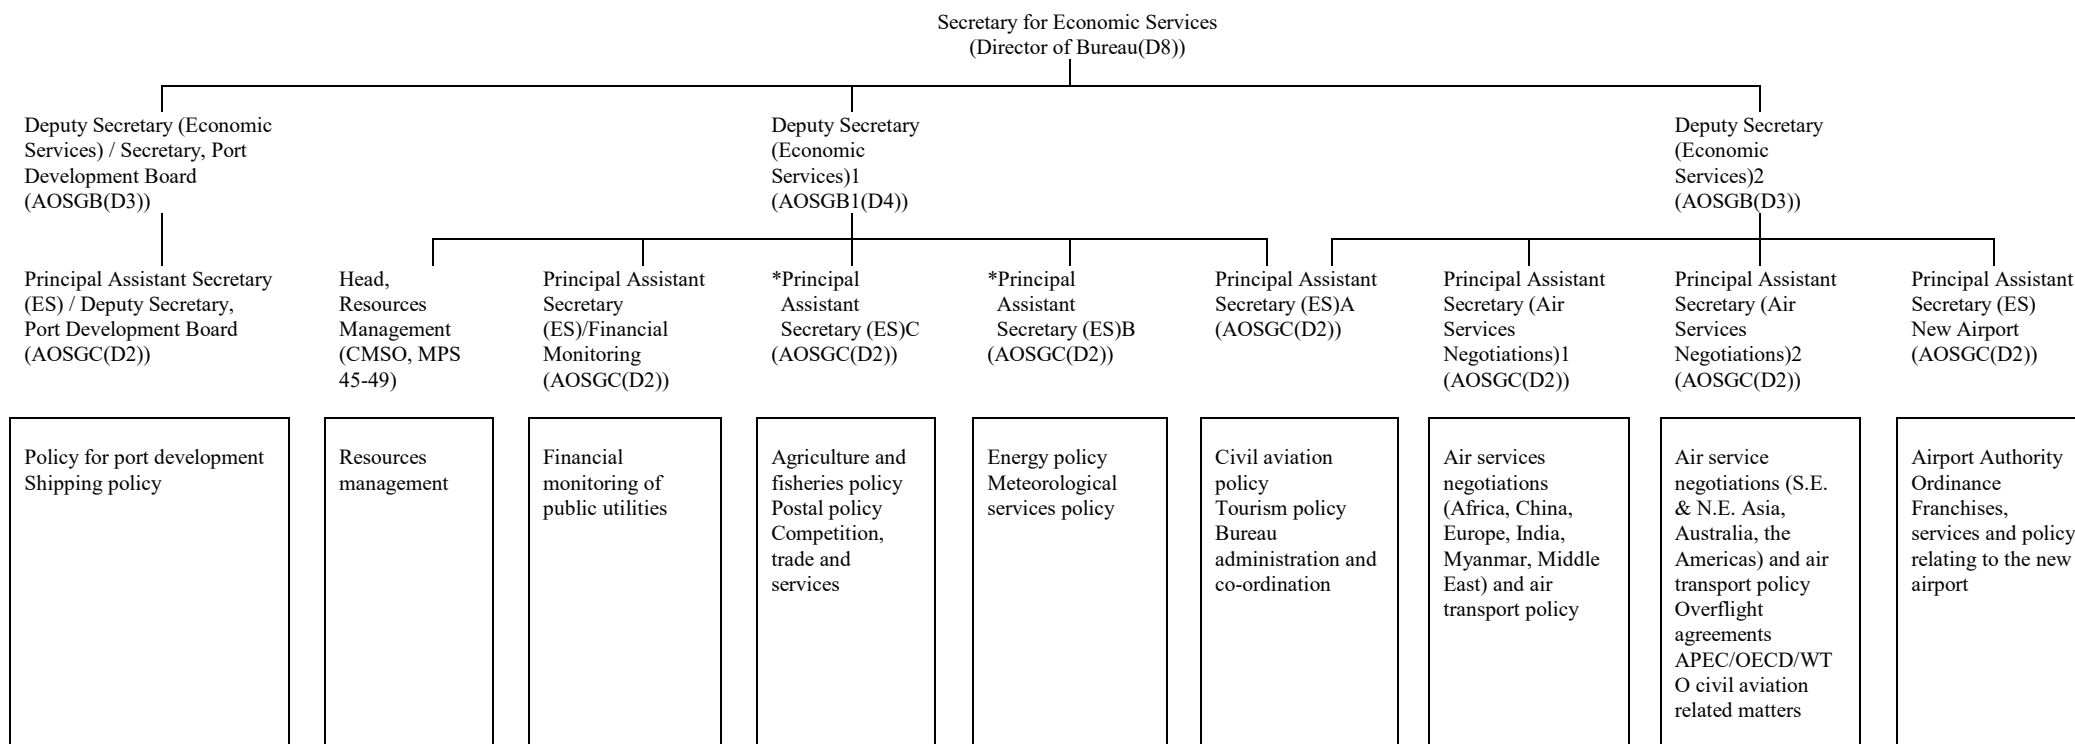 Secretary for Economic Services
(Director of Bureau(D8))
Deputy Secretary (Economic
Services) / Secretary, Port
Development Board
(AOSGB(D3))
Deputy Secretary
(Economic
Services)1
(AOSGB1(D4))
Deputy Secretary
(Economic
Services)2
(AOSGB(D3))
Principal Assistant Secretary
(ES) / Deputy Secretary,
Port Development Board
(AOSGC(D2))
Head,
Resources
Management
(CMSO, MPS
45-49)
Principal Assistant
Secretary
(ES)/Financial
Monitoring
(AOSGC(D2))
*Principal
Assistant
Secretary (ES)C
(AOSGC(D2))
*Principal
Assistant
Secretary (ES)B
(AOSGC(D2))
Principal Assistant
Secretary (ES)A
(AOSGC(D2))
Principal Assistant
Secretary (Air
Services
Negotiations)1
(AOSGC(D2))
Principal Assistant
Secretary (Air
Services
Negotiations)2
(AOSGC(D2))
Principal Assistant
Secretary (ES)
New Airport
(AOSGC(D2))
Policy for port development
Shipping policy
Resources
management
Financial
monitoring of
public utilities
Agriculture and
fisheries policy
Postal policy
Competition,
trade and
services
Energy policy
Meteorological
services policy
Civil aviation
policy
Tourism policy
Bureau
administration and
co-ordination
Air services
negotiations
(Africa, China,
Europe, India,
Myanmar, Middle
East) and air
transport policy
Air service
negotiations (S.E.
& N.E. Asia,
Australia, the
Americas) and air
transport policy
Overflight
agreements
APEC/OECD/WT
O civil aviation
related matters
Airport Authority
Ordinance
Franchises,
services and policy
relating to the new
airport